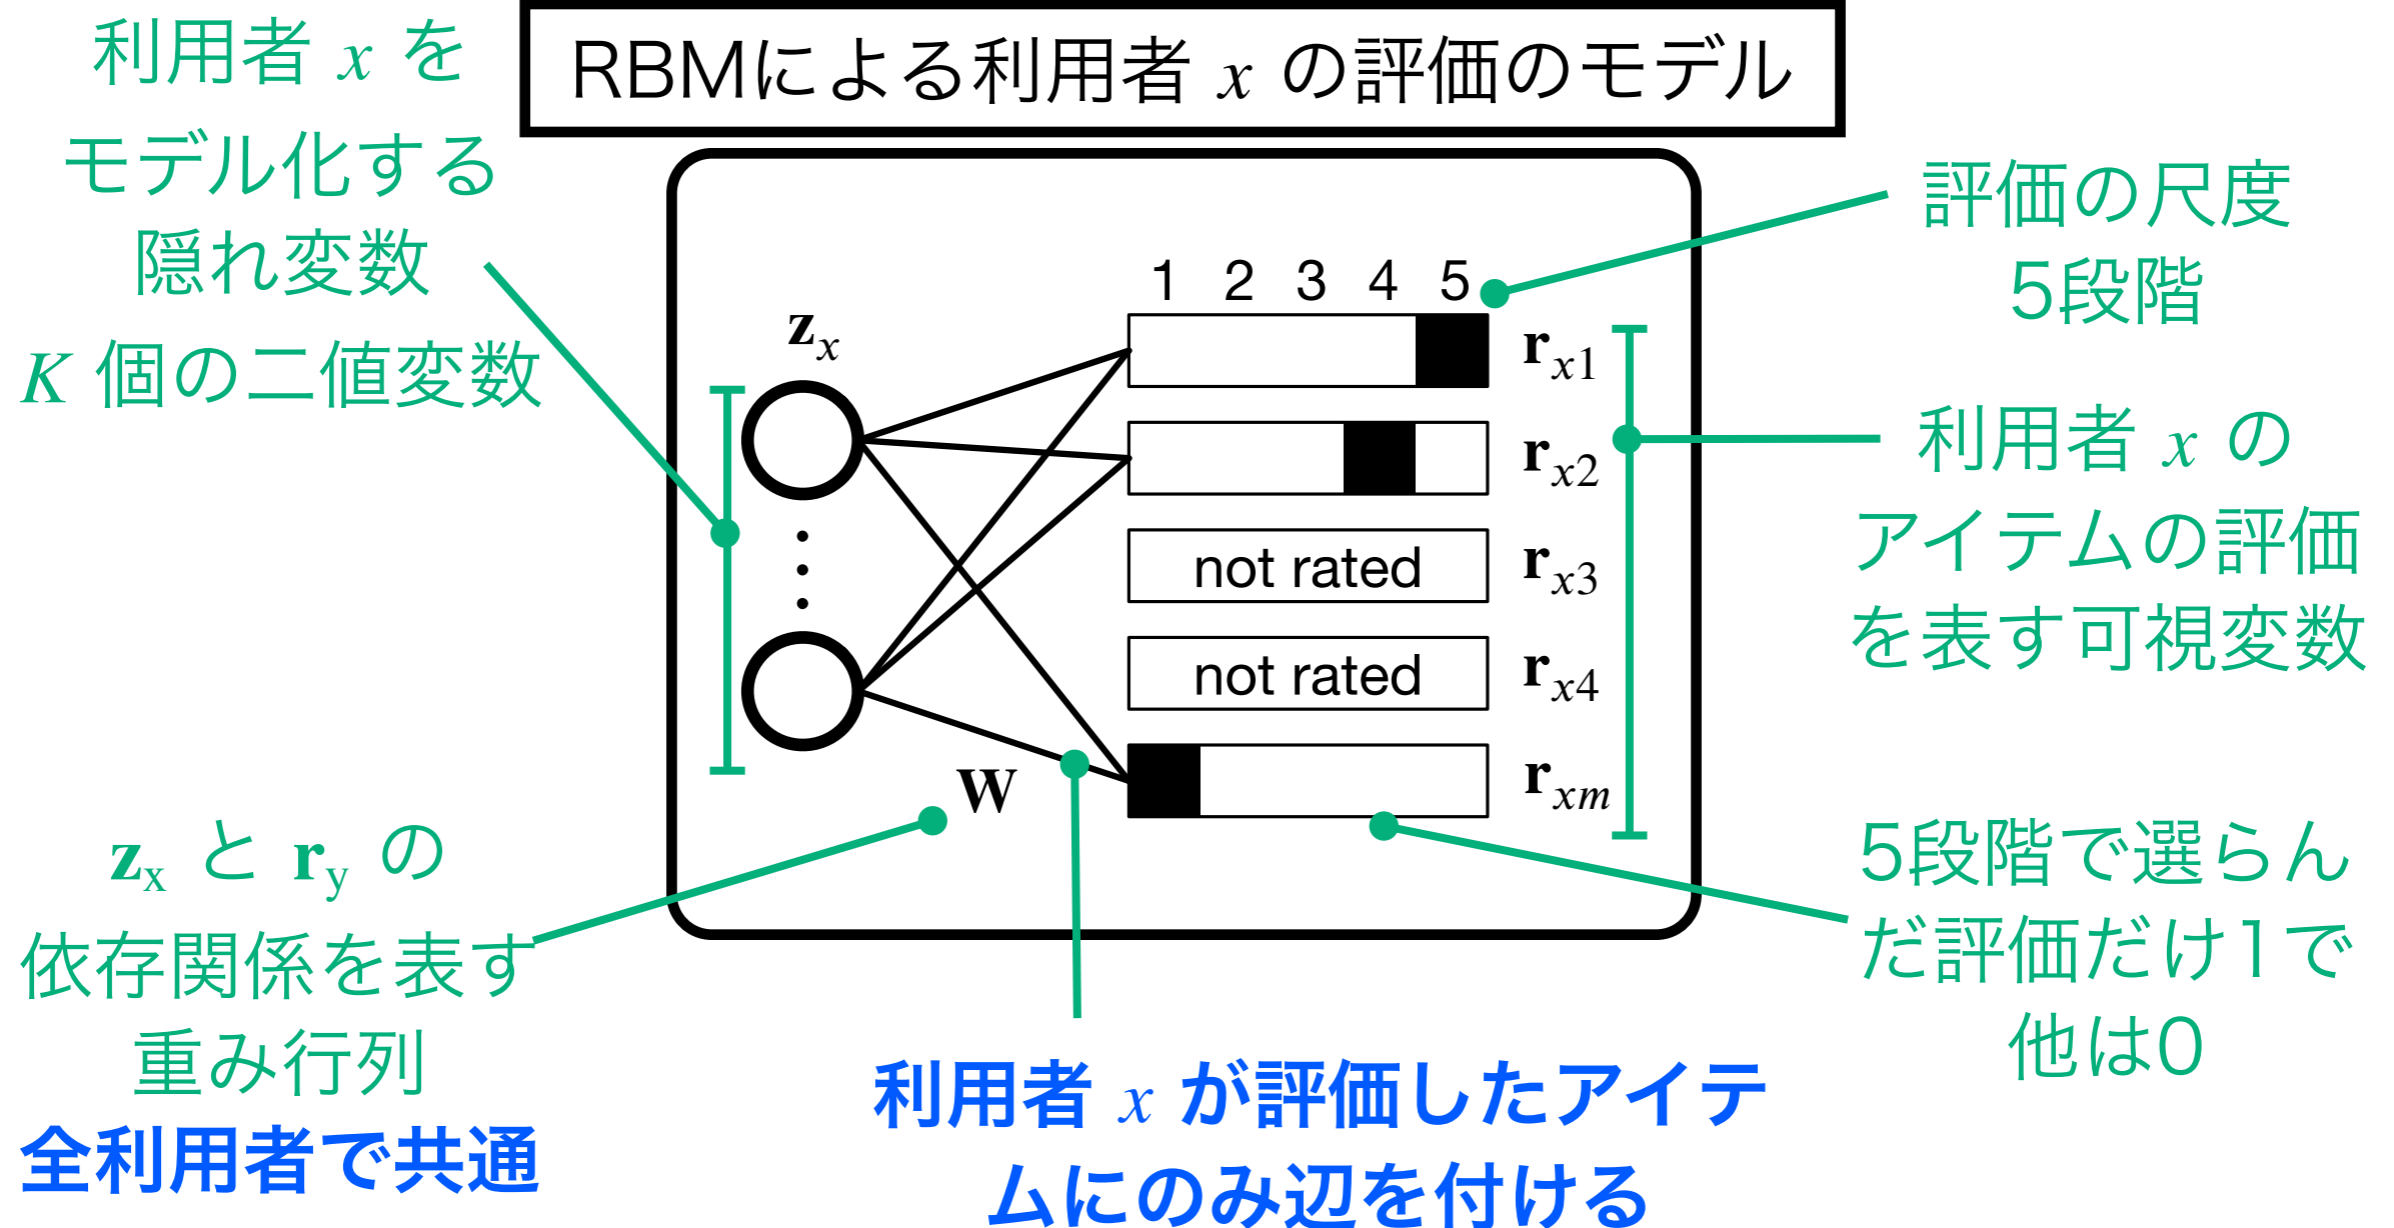 RBMによる利用者 x の評価のモデル
利用者 x を
モデル化する
隠れ変数
K 個の二値変数
評価の尺度
5段階
1 2 3 4 5
z_x
r_x1
r_x2
not rated r_x3
not rated r_x4
r_xm
W
利用者 x の
アイテムの評価
を表す可視変数
z_x と r_y の
依存関係を表す
重み行列
全利用者で共通
利用者 x が評価したアイテ
ムにのみ辺を付ける
5段階で選らん
だ評価だけ1で
他は0